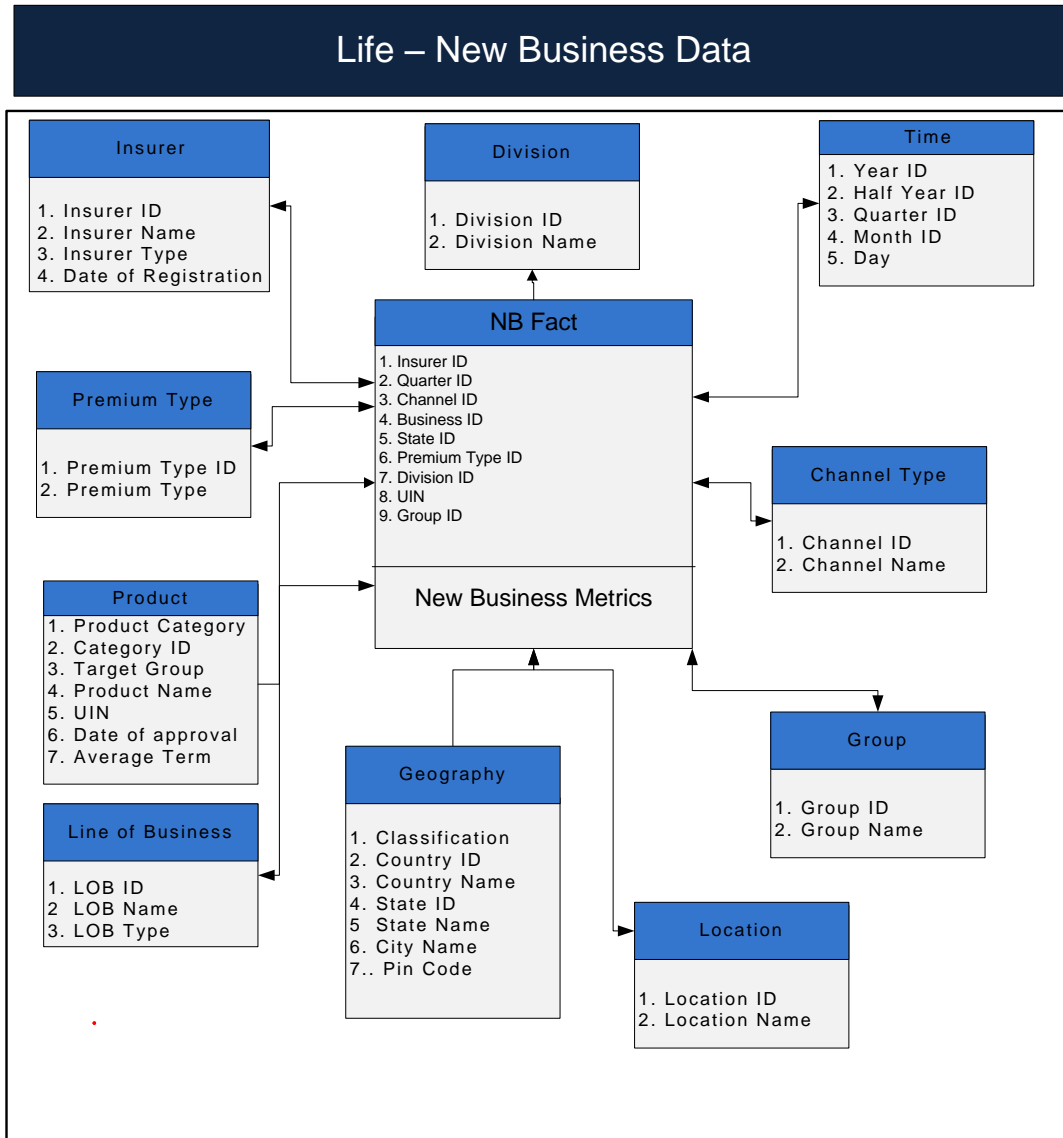 Life – New Business Data
Insurer
1. Insurer ID
2. Insurer Name
3. Insurer Type
4. Date of Registration
Division
1. Division ID
2. Division Name
Time
1. Year ID
2. Half Year ID
3. Quarter ID
4. Month ID
5. Day
NB Fact
1. Insurer ID
2. Quarter ID
3. Channel ID
4. Business ID
5. State ID
6. Premium Type ID
7. Division ID
8. UIN
9. Group ID
New Business Metrics
Premium Type
1. Premium Type ID
2. Premium Type
Channel Type
1. Channel ID
2. Channel Name
Product
1. Product Category
2. Category ID
3. Target Group
4. Product Name
5. UIN
6. Date of approval
7. Average Term
Group
1. Group ID
2. Group Name
Geography
1. Classification
2. Country ID
3. Country Name
4. State ID
5 State Name
6. City Name
7.. Pin Code
Line of Business
1. LOB ID
2 LOB Name
3. LOB Type
Location
1. Location ID
2. Location Name